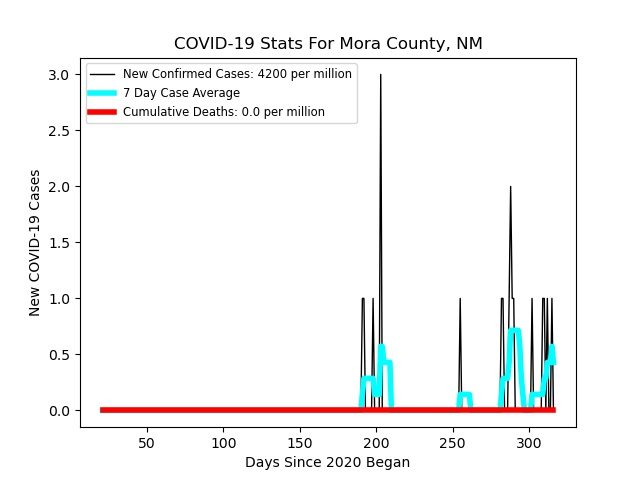 COVID-19 Stats For Mora County, NM
New Confirmed Cases: 4200 per million
7 Day Case Average
Cumulative Deaths: 0.0 per million
New COVID-19 Cases
3.0
2.5
2.0
1.5
1.0
0.5
0.0
50 100 150 200 250 300
Days Since 2020 Began